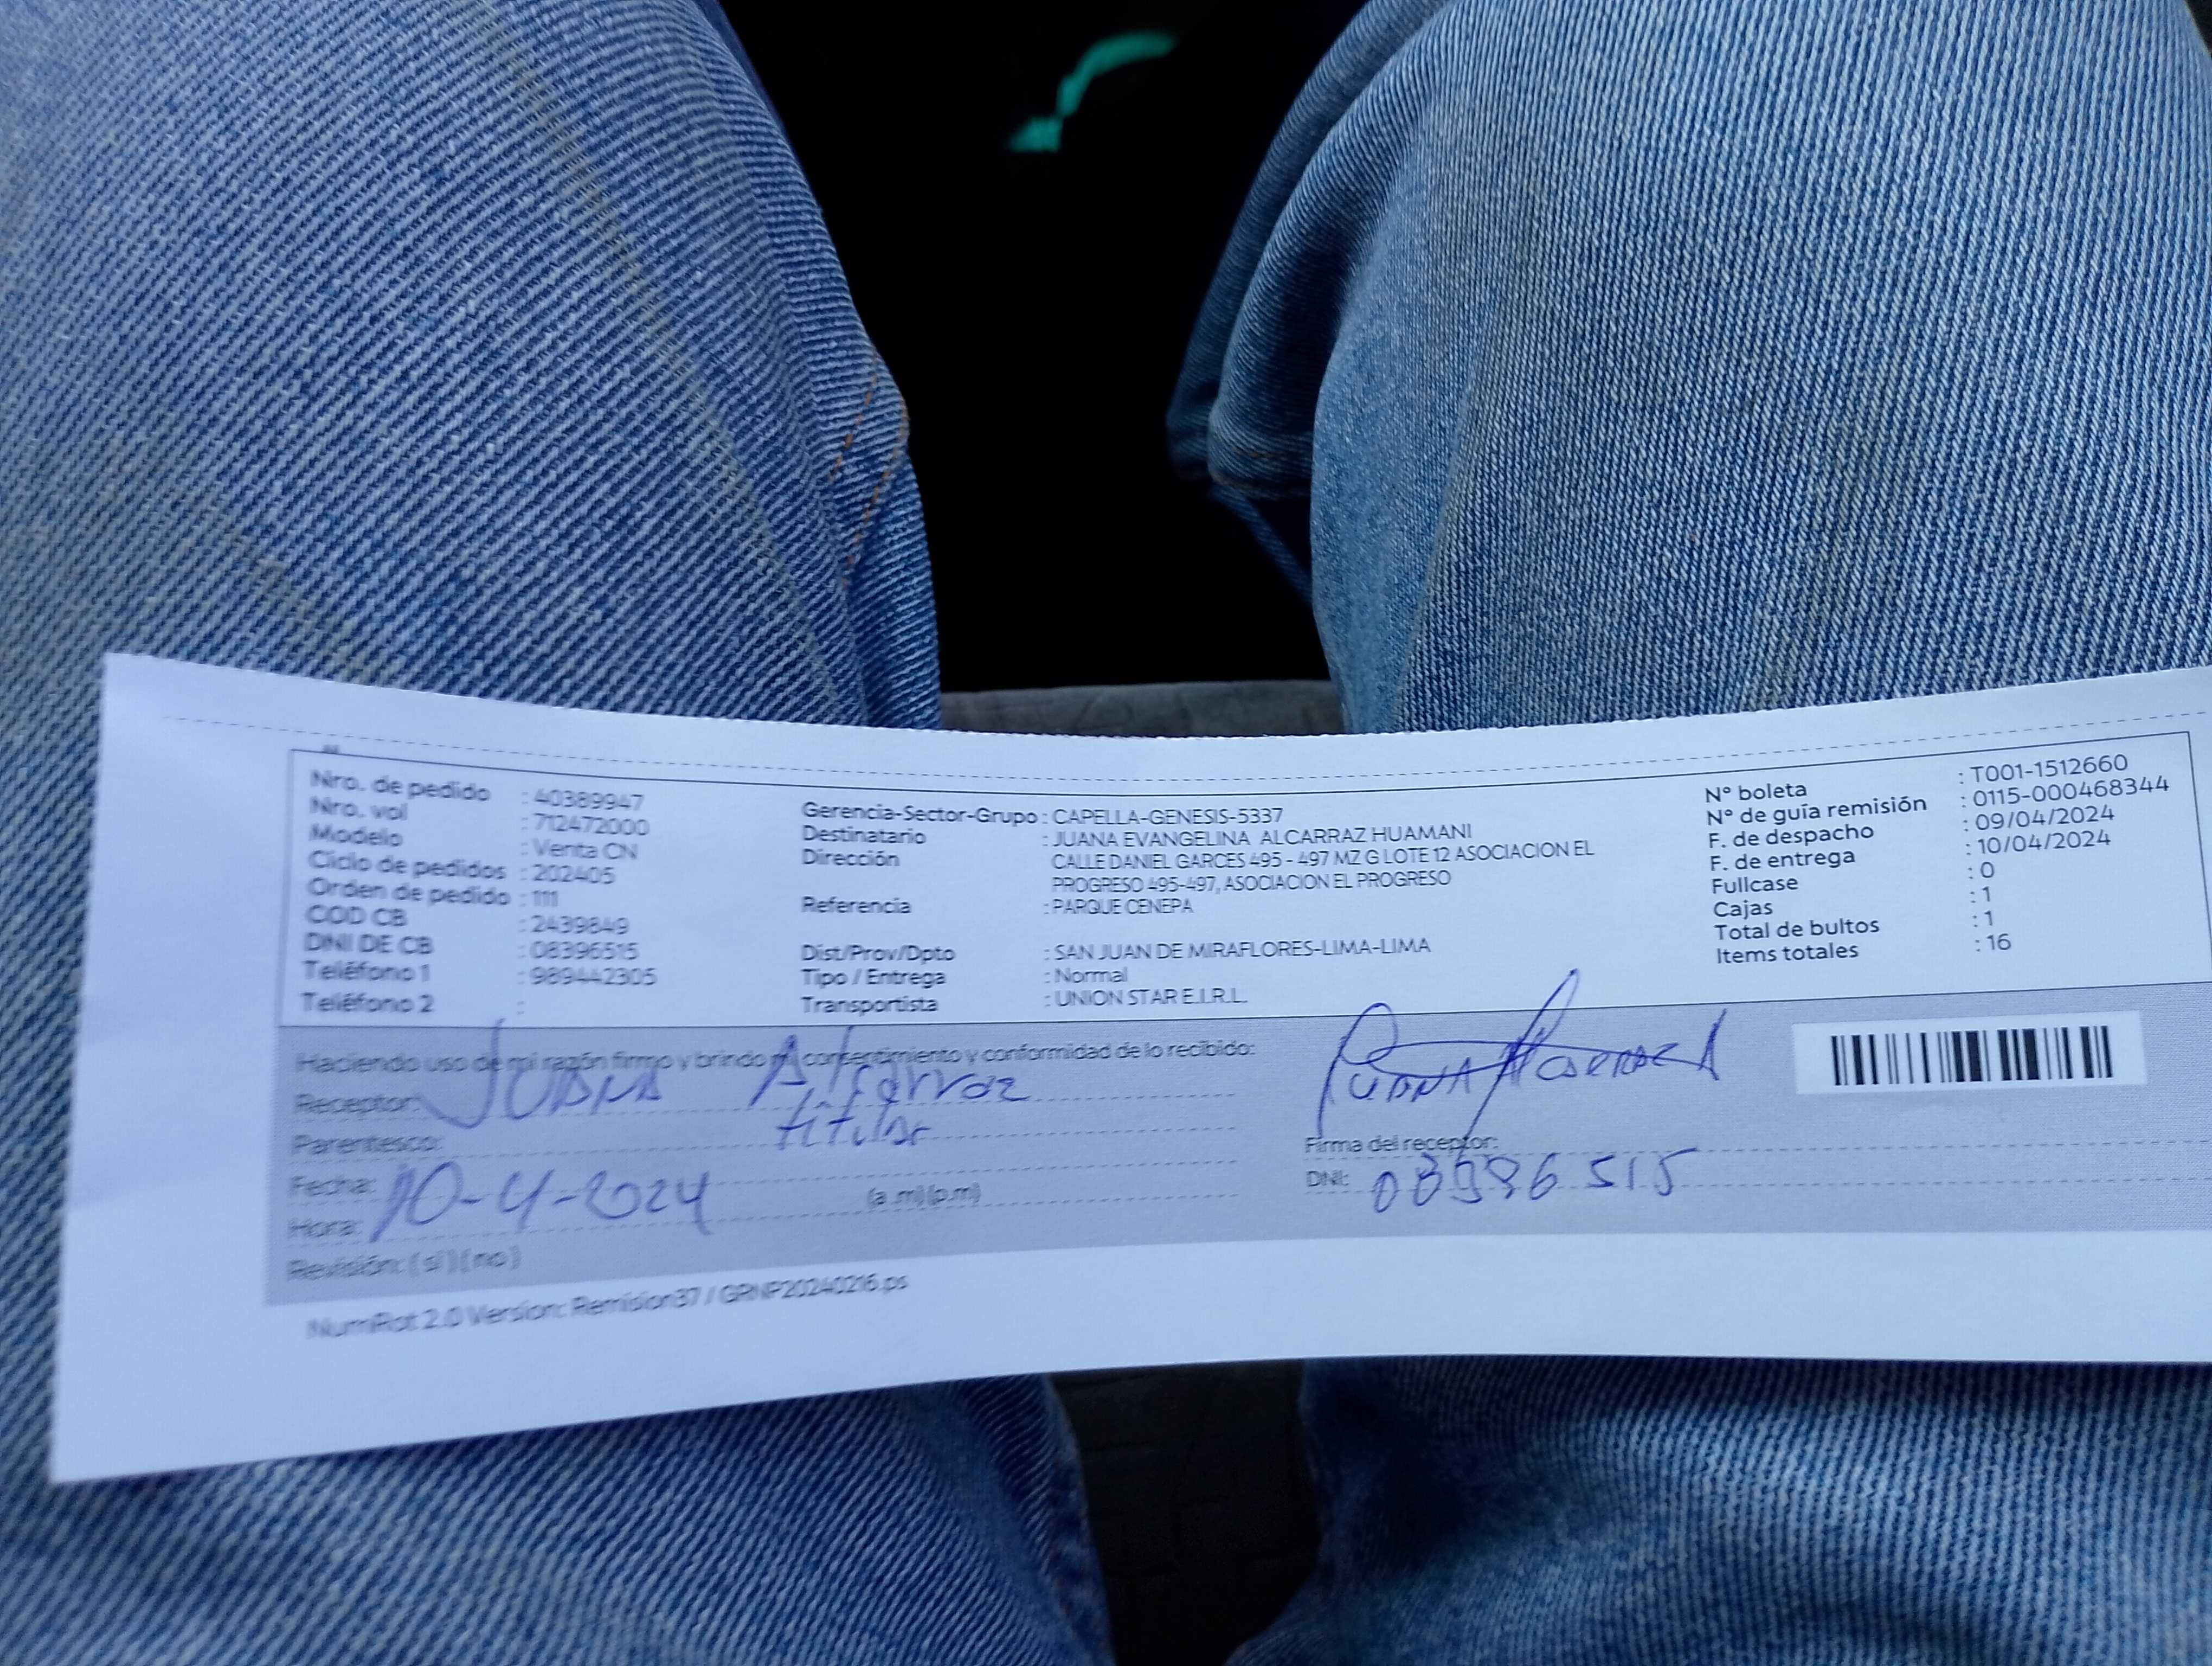 Nro. de pedido : 40389947
Nro. vol : 712472000
Modelo : Venta CN
Ciclo de pedidos : 202405
Orden de pedido : 111
COD CB : 2439849
DNI DE CB : 08396515
Teléfono 1 : 989442305
Teléfono 2 :
Gerencia-Sector-Grupo : CAPELLA-GENESIS-5337
Destinatario : JUANA EVANGELINA ALCARRAZ HUAMANI
Dirección CALLE DANIEL GARCES 495 - 497 MZ G LOTE 12 ASOCIACION EL
PROGRESO 495-497, ASOCIACION EL PROGRESO
Referencia : PARQUE CENEPA
Dist/Prov/Dpto : SAN JUAN DE MIRAFLORES-LIMA-LIMA
Tipo / Entrega : Normal
Transportista : UNION STAR E.I.R.L.
N° boleta : T001-1512660
N° de guía remisión : 0115-000468344
F. de despacho : 09/04/2024
F. de entrega : 10/04/2024
Fullcase : 0
Cajas : 1
Total de bultos : 1
Items totales : 16
Haciendo uso de mi razón firmo y brindo mi consentimiento y conformidad de lo recibido:
Receptor: JUANA Alcarraz
Parentesco: titular
Fecha: 10-4-2024
Hora: (a.m)(p.m)
Revisión: ( si ) ( no )
JUANA Alcarraz
Firma del receptor:
DNI: 08396515
NumRot 2.0 Version: Remision37 / GRNP20240216.ps